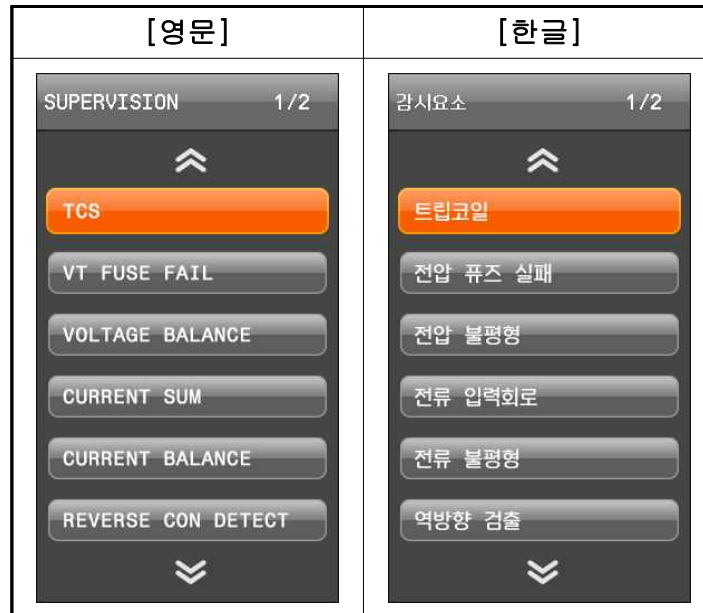 [영문]
SUPERVISION 1/2
TCS
VT FUSE FAIL
VOLTAGE BALANCE
CURRENT SUM
CURRENT BALANCE
REVERSE CON DETECT
[한글]
감시요소 1/2
트립코일
전압 퓨즈 실패
전압 불평형
전류 입력회로
전류 불평형
역방향 검출